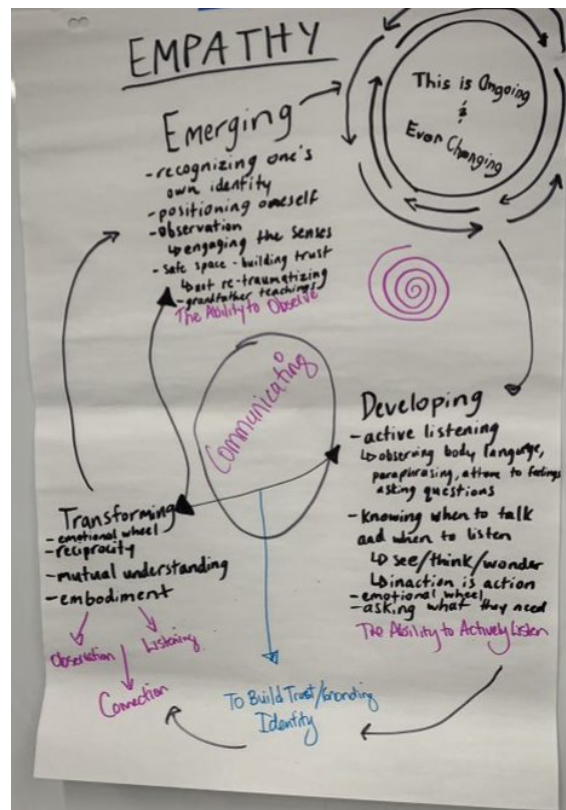 EMPATHY
This is Ongoing
&
Ever Changing
Emerging
- recognizing one's
own identity
- positioning oneself
- observation
↳ engaging the senses
- safe space - building trust
↳ not re-traumatizing
- grandfather teachings
The Ability to Observe
Communicating
Developing
- active listening
↳ observing body language,
paraphrasing, attune to feelings
asking questions
- knowing when to talk
and when to listen
↳ see/think/wonder
↳ inaction is action
- emotional wheel
- asking what they need
The Ability to Actively Listen
Transforming
- emotional wheel
- reciprocity
- mutual understanding
- embodiment
Observation
Listening
Connection
To Build Trust/
Identity